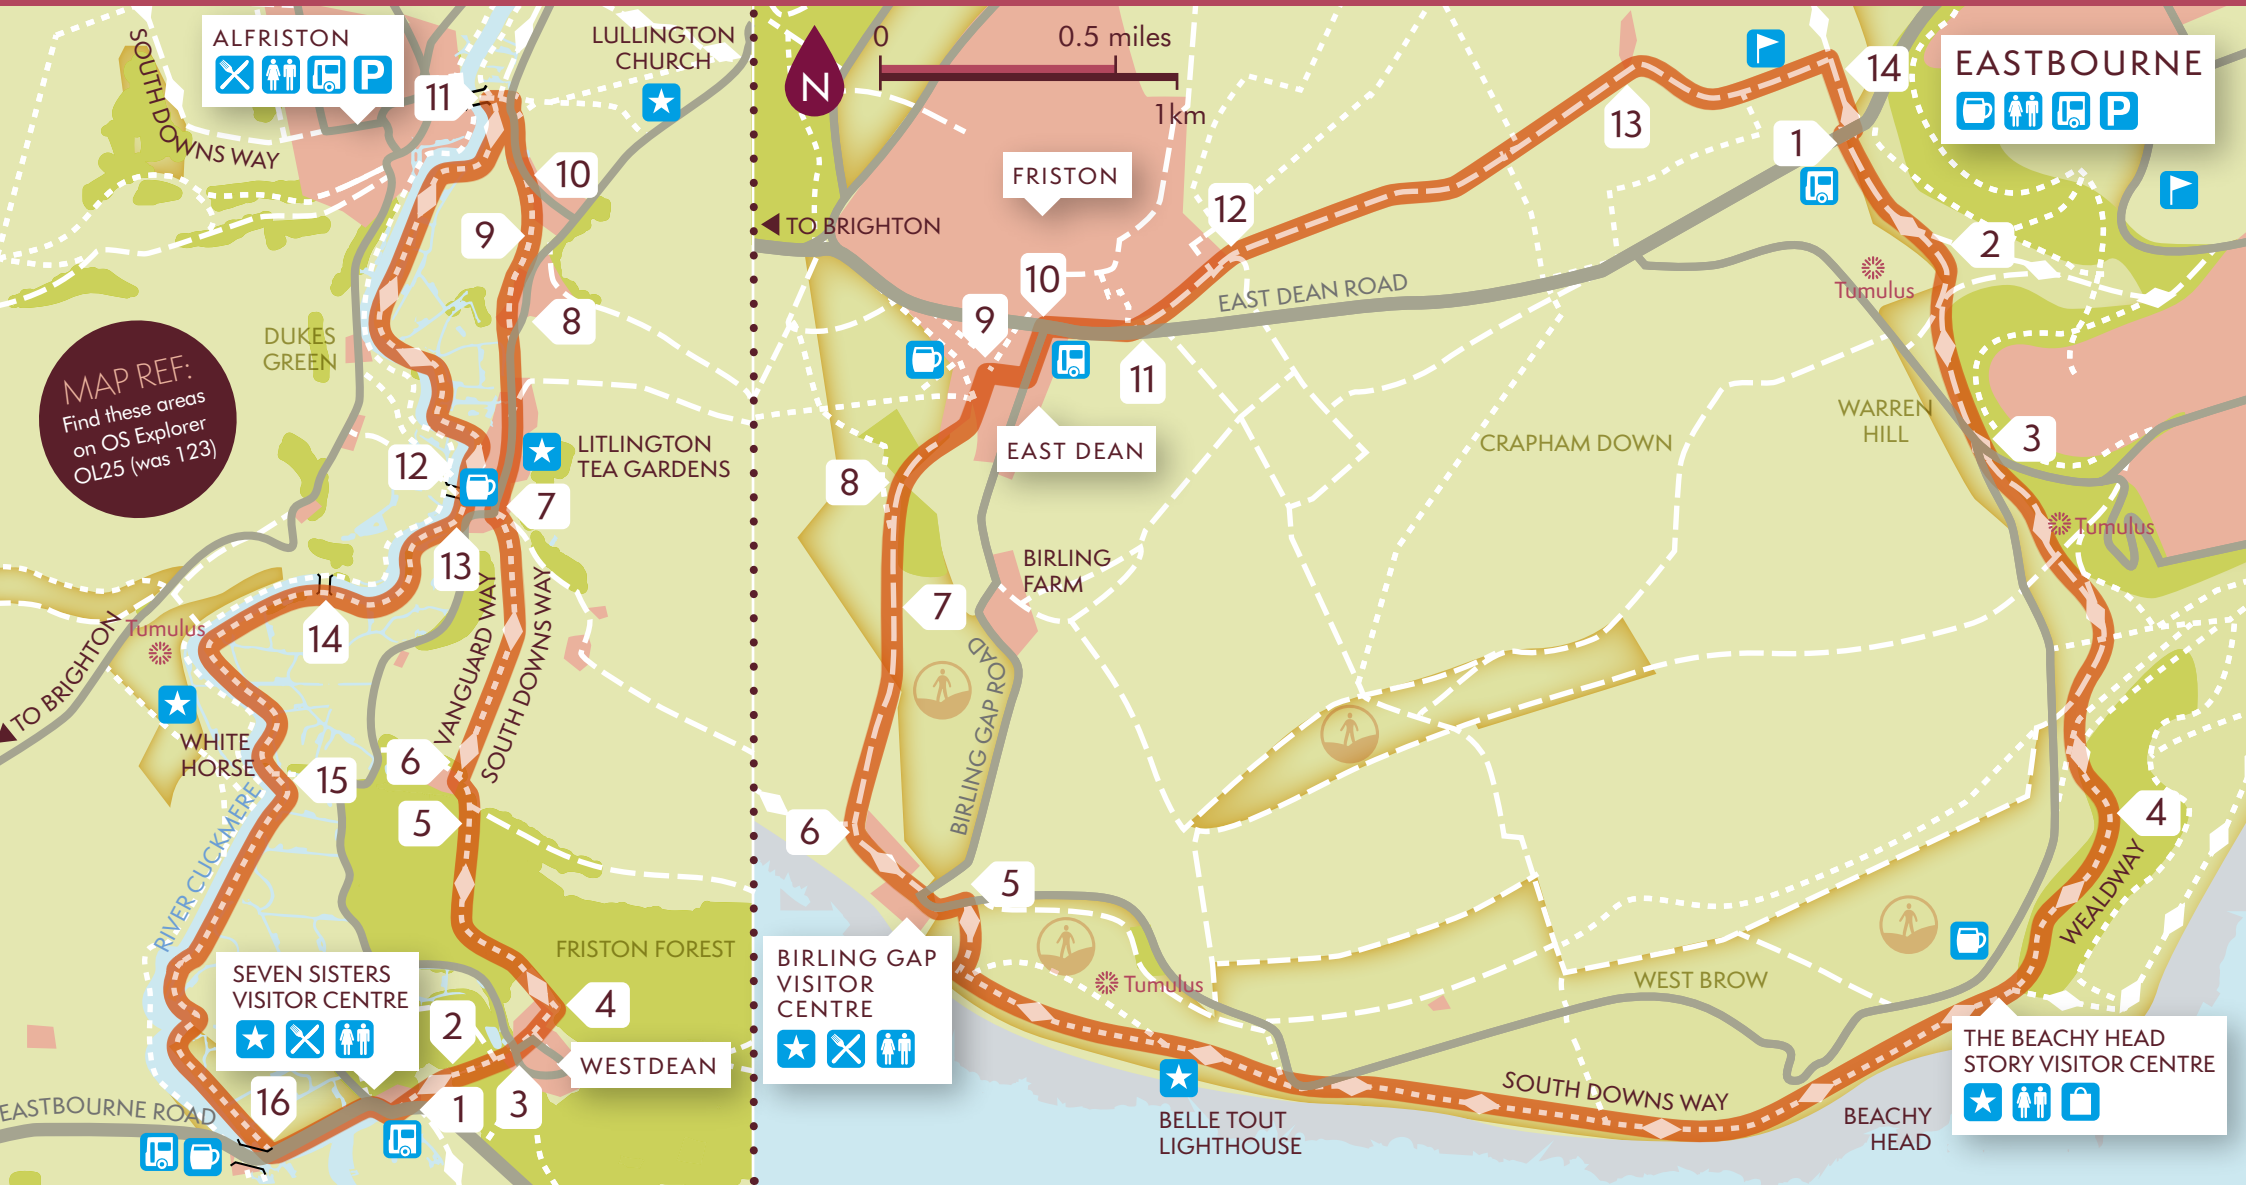 ALFRISTON
P
SOUTH DOWNS WAY
11
LULLINGTON
CHURCH
10
9
8
DUKES
GREEN
MAP REF:
Find these areas
on OS Explorer
OL25 (was 123)
12
LITLINGTON
TEA GARDENS
7
13
14
Tumulus
TO BRIGHTON
VANGUARD WAY
SOUTH DOWNS WAY
WHITE
HORSE
6
15
5
RIVER CUCKMERE
FRISTON FOREST
SEVEN SISTERS
VISITOR CENTRE
4
2
WESTDEAN
16
1
3
EASTBOURNE ROAD
N
0
0.5 miles
1km
FRISTON
TO BRIGHTON
13
14
EASTBOURNE
P
1
12
2
10
EAST DEAN ROAD
Tumulus
9
11
EAST DEAN
CRAPHAM DOWN
WARREN
HILL
3
8
Tumulus
BIRLING
FARM
7
BIRLING GAP ROAD
6
4
5
WEALDWAY
BIRLING GAP
VISITOR
CENTRE
Tumulus
WEST BROW
THE BEACHY HEAD
STORY VISITOR CENTRE
SOUTH DOWNS WAY
BELLE TOUT
LIGHTHOUSE
BEACHY
HEAD